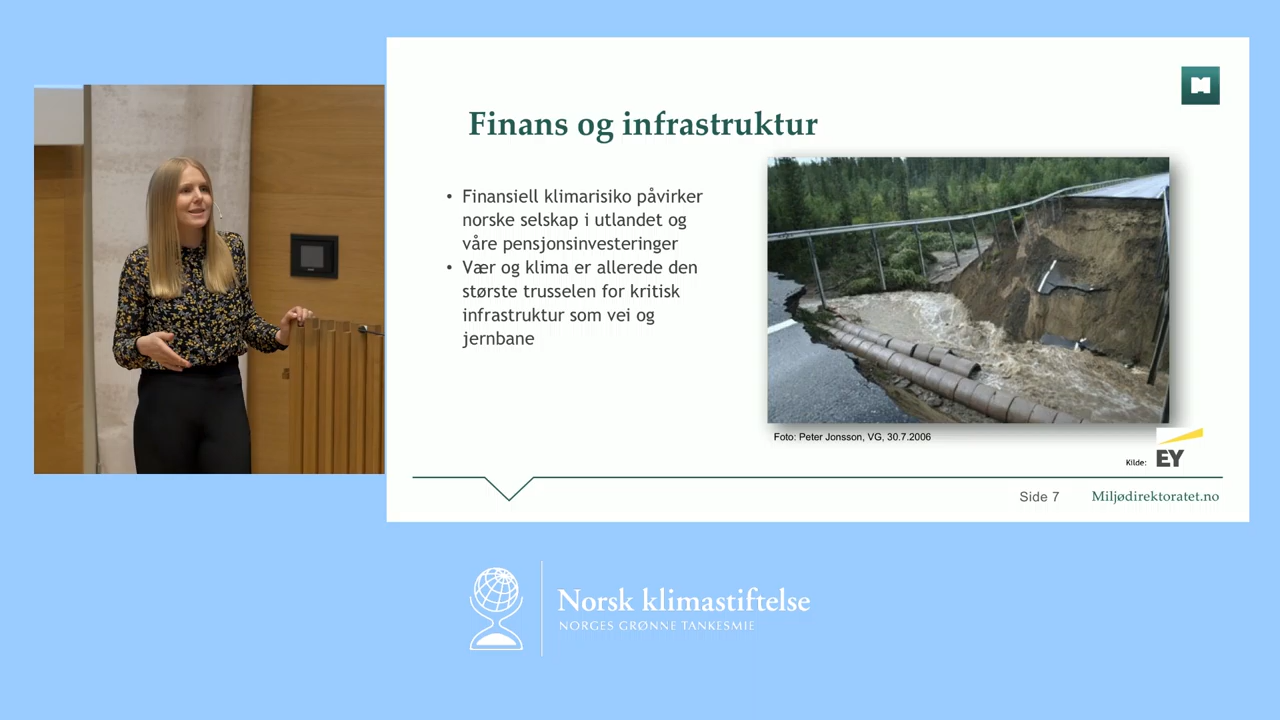 Finans og infrastruktur
• Finansiell klimarisiko påvirker
norske selskap i utlandet og
våre pensjonsinvesteringer
• Vær og klima er allerede den
største trusselen for kritisk
infrastruktur som vei og
jernbane
Foto: Peter Jonsson, VG, 30.7.2006
Kilde: EY
Side 7 Miljødirektoratet.no
Norsk klimastiftelse
NORGES GRØNNE TANKESMIE